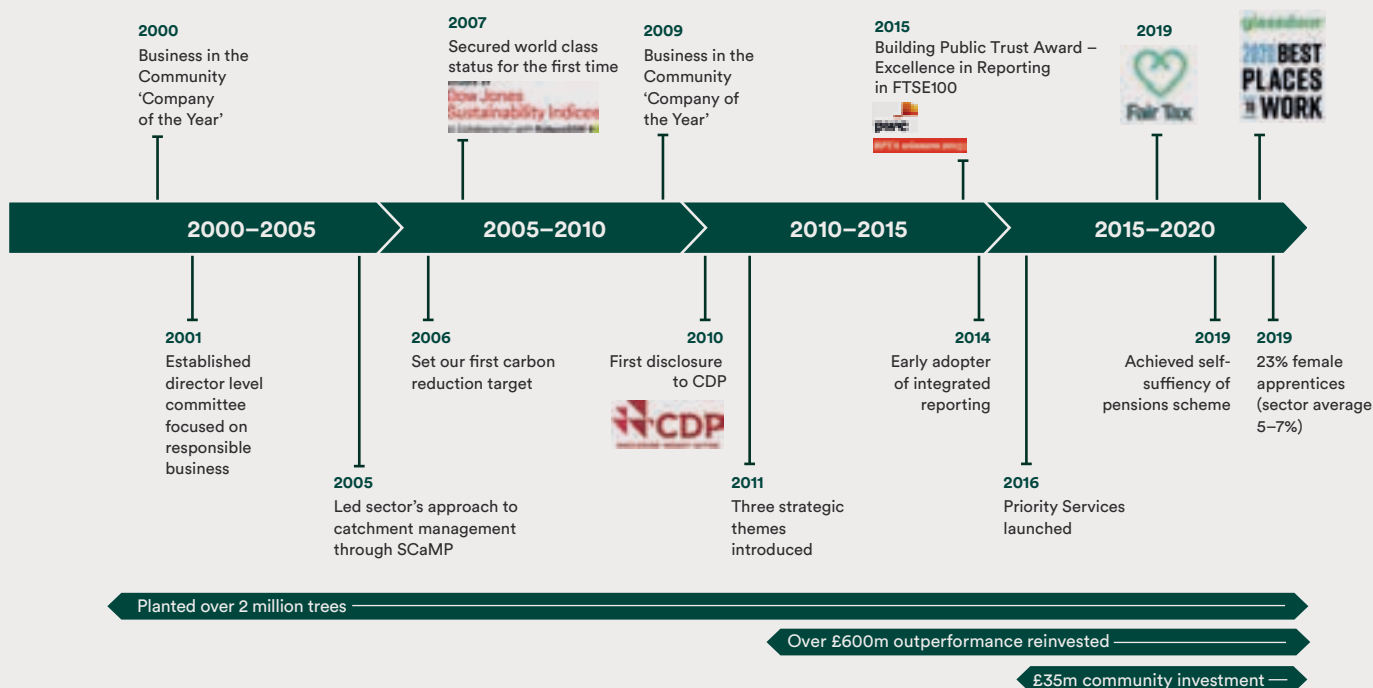 2000
Business in the
Community
‘Company
of the Year’
2007
Secured world class
status for the first time
Dow Jones
Sustainability Indices
2009
Business in the
Community
‘Company of
the Year’
2015
Building Public Trust Award –
Excellence in Reporting
in FTSE100
pwc
2019
Fair Tax
glassdoor
2020 BEST
PLACES
TO WORK
2000–2005
2005–2010
2010–2015
2015–2020
2001
Established
director level
committee
focused on
responsible
business
2005
Led sector’s approach to
catchment management
through SCaMP
2006
Set our first carbon
reduction target
2010
First disclosure
to CDP
CDP
2011
Three strategic
themes
introduced
2014
Early adopter
of integrated
reporting
2016
Priority Services
launched
2019
Achieved self-
suffiency of
pensions scheme
2019
23% female
apprentices
(sector average
5–7%)
Planted over 2 million trees
Over £600m outperformance reinvested
£35m community investment